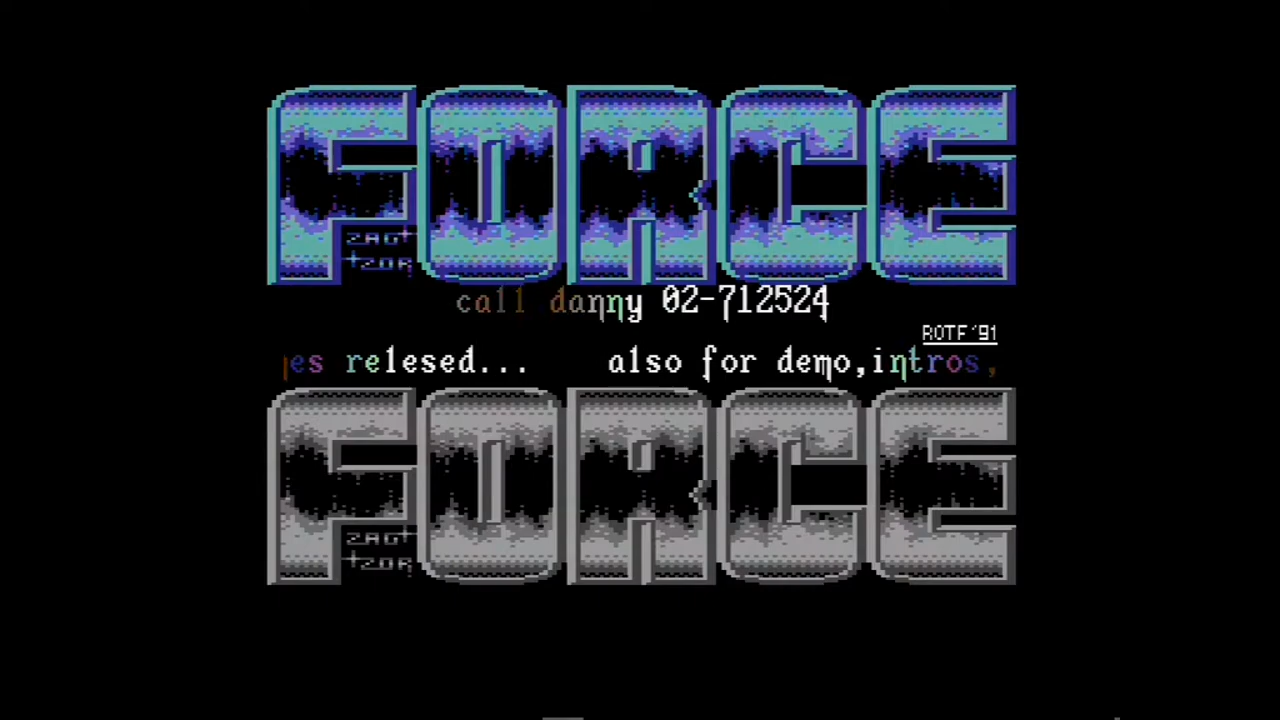 FORCE
ZAG
ZOR
call danny 02-712524
ROTF'91
es relesed... also for demo,intros,
FORCE
ZAG
ZOR